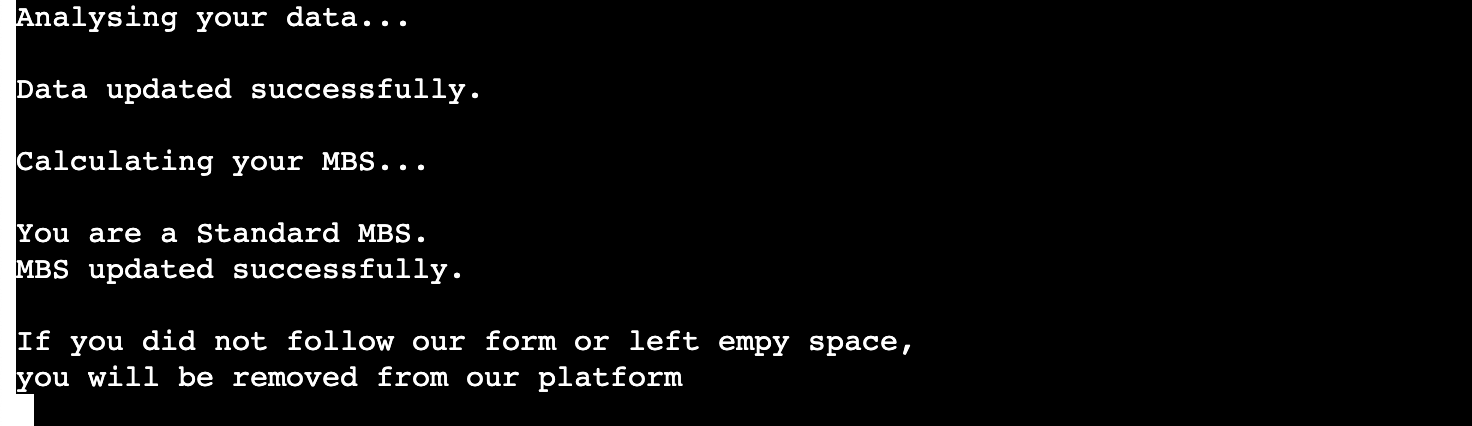 Analysing your data...
Data updated successfully.
Calculating your MBS...
You are a Standard MBS.
MBS updated successfully.
If you did not follow our form or left empy space,
you will be removed from our platform